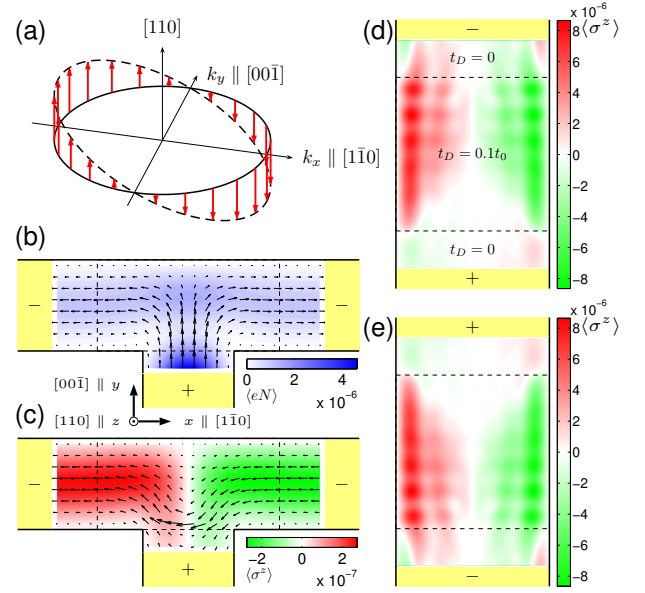 (a)
[110]
k_y ∥ [001̄]
k_x ∥ [11̄0]
(b)
−
−
+
0 2 4
⟨eN⟩ x 10⁻⁶
[001̄] ∥ y
[110] ∥ z x ∥ [11̄0]
(c)
−
−
+
−2 0 2
⟨σ^z⟩ x 10⁻⁷
(d)
−
t_D = 0
t_D = 0.1t_0
t_D = 0
+
x 10⁻⁶
⟨σ^z⟩
8
6
4
2
0
−2
−4
−6
−8
(e)
+
−
x 10⁻⁶
⟨σ^z⟩
8
6
4
2
0
−2
−4
−6
−8